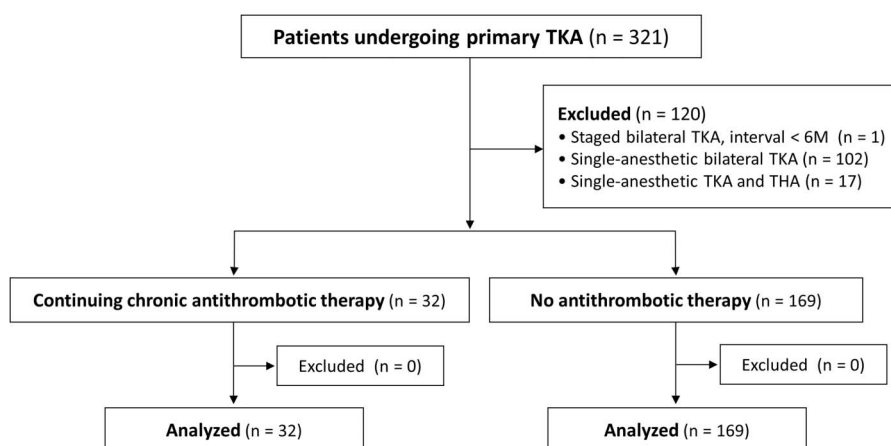 Patients undergoing primary TKA (n = 321)
Excluded (n = 120)
• Staged bilateral TKA, interval < 6M (n = 1)
• Single-anesthetic bilateral TKA (n = 102)
• Single-anesthetic TKA and THA (n = 17)
Continuing chronic antithrombotic therapy (n = 32)
No antithrombotic therapy (n = 169)
Excluded (n = 0)
Excluded (n = 0)
Analyzed (n = 32)
Analyzed (n = 169)